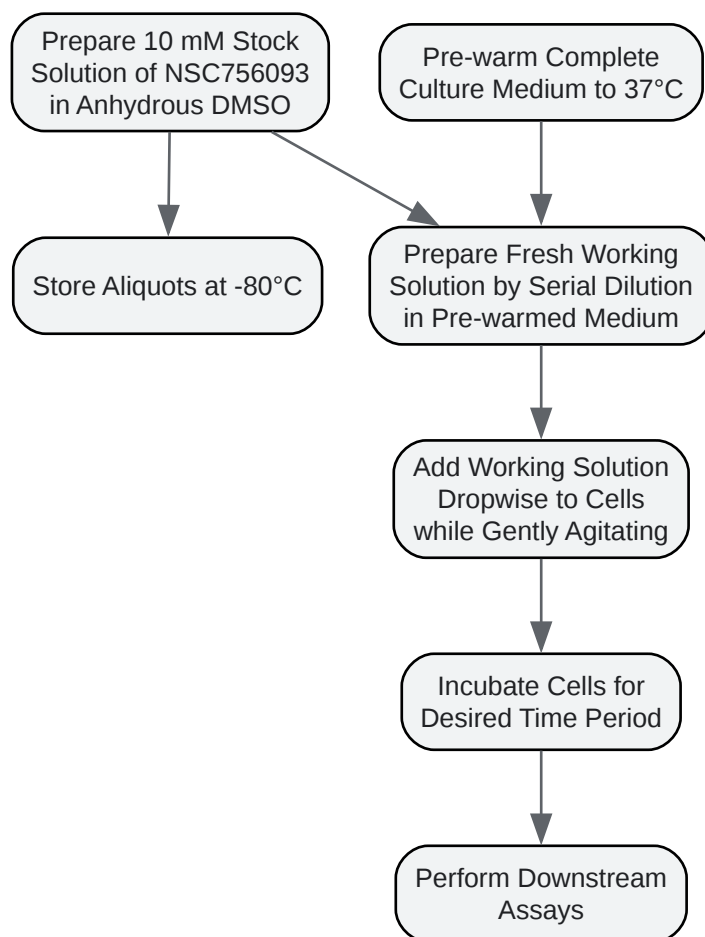 Prepare 10 mM Stock
Solution of NSC756093
in Anhydrous DMSO
Pre-warm Complete
Culture Medium to 37°C
Store Aliquots at -80°C
Prepare Fresh Working
Solution by Serial Dilution
in Pre-warmed Medium
Add Working Solution
Dropwise to Cells
while Gently Agitating
Incubate Cells for
Desired Time Period
Perform Downstream
Assays